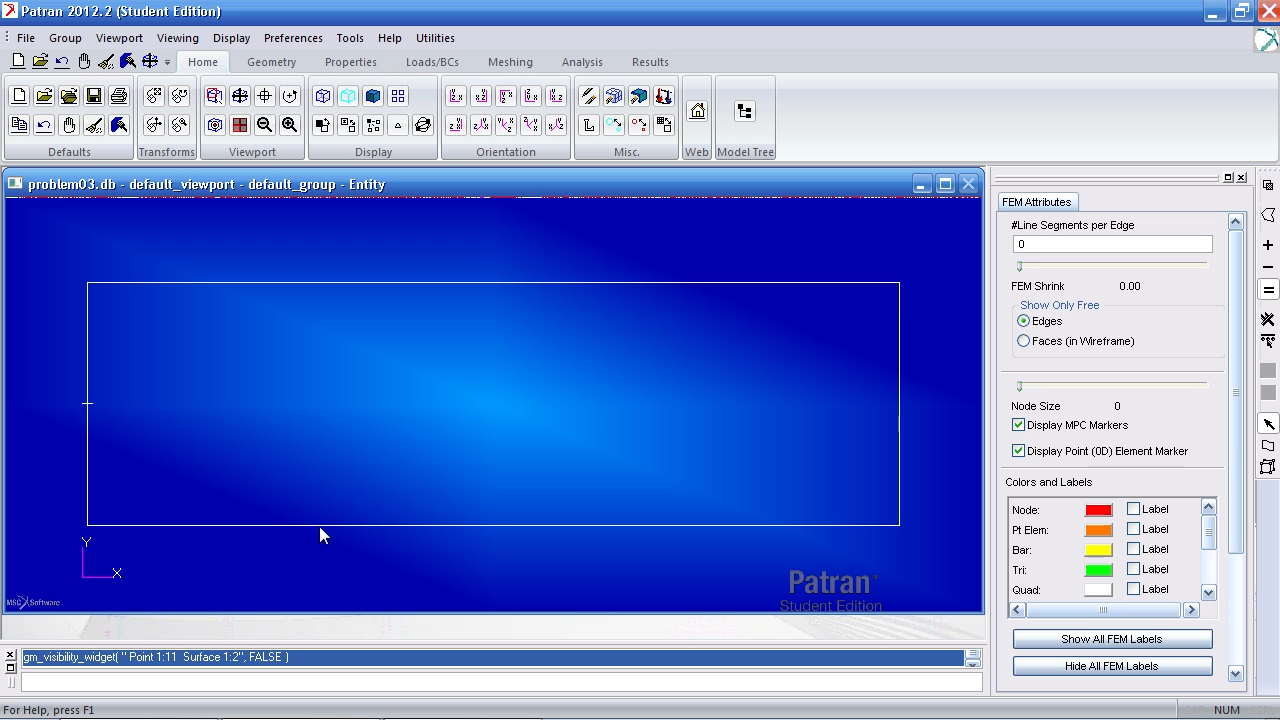 Patran 2012.2 (Student Edition)
File Group Viewport Viewing Display Preferences Tools Help Utilities
Home Geometry Properties Loads/BCs Meshing Analysis Results
Defaults Transforms Viewport Display Orientation Misc. Web Model Tree
problem03.db - default_viewport - default_group - Entity
FEM Attributes
#Line Segments per Edge
0
FEM Shrink 0.00
Show Only Free
Edges
Faces (in Wireframe)
Node Size 0
Display MPC Markers
Display Point (0D) Element Marker
Colors and Labels
Node: Label
Pt Elem: Label
Bar: Label
Tri: Label
Quad: Label
Show All FEM Labels
Hide All FEM Labels
Y
X
MSC Software
Patran
Student Edition
gm_visibility_widget( " Point 1:11 Surface 1:2", FALSE )
For Help, press F1
NUM